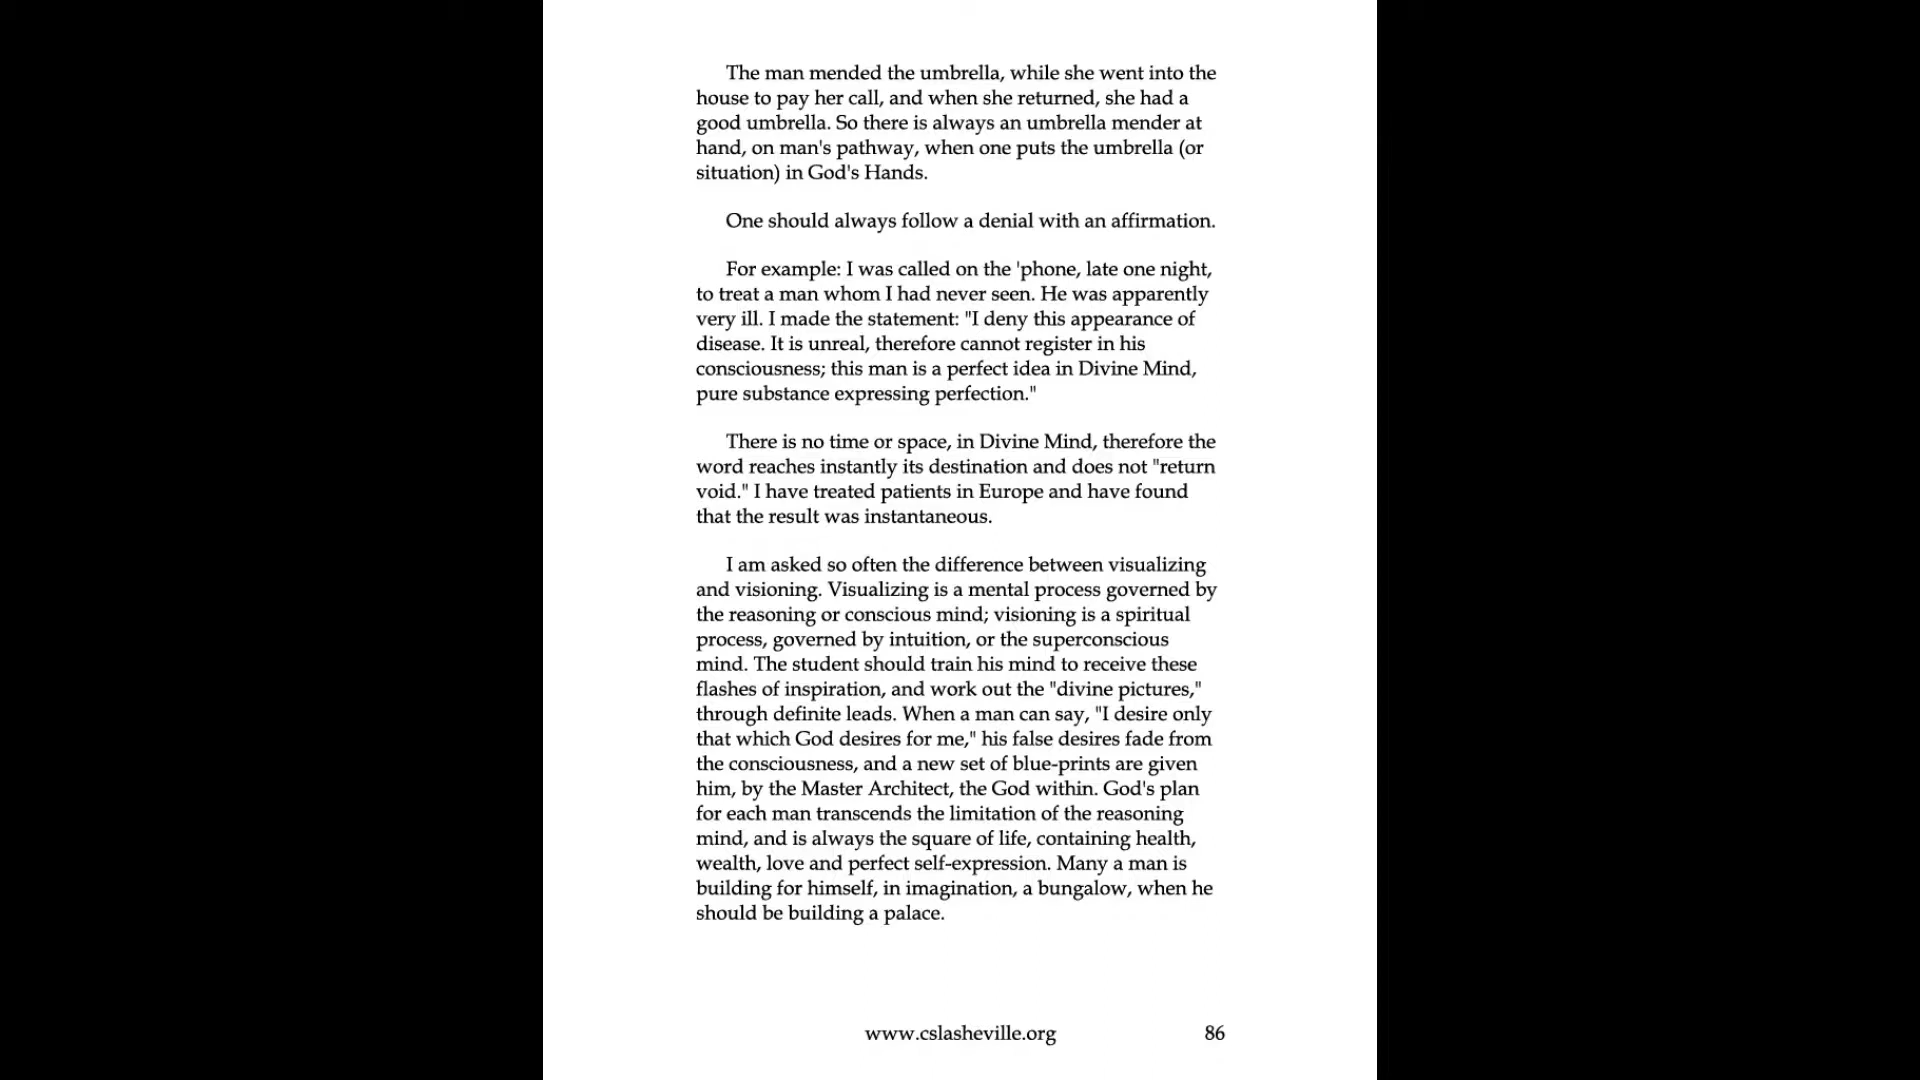 The man mended the umbrella, while she went into the
house to pay her call, and when she returned, she had a
good umbrella. So there is always an umbrella mender at
hand, on man's pathway, when one puts the umbrella (or
situation) in God's Hands.
One should always follow a denial with an affirmation.
For example: I was called on the 'phone, late one night,
to treat a man whom I had never seen. He was apparently
very ill. I made the statement: "I deny this appearance of
disease. It is unreal, therefore cannot register in his
consciousness; this man is a perfect idea in Divine Mind,
pure substance expressing perfection."
There is no time or space, in Divine Mind, therefore the
word reaches instantly its destination and does not "return
void." I have treated patients in Europe and have found
that the result was instantaneous.
I am asked so often the difference between visualizing
and visioning. Visualizing is a mental process governed by
the reasoning or conscious mind; visioning is a spiritual
process, governed by intuition, or the superconscious
mind. The student should train his mind to receive these
flashes of inspiration, and work out the "divine pictures,"
through definite leads. When a man can say, "I desire only
that which God desires for me," his false desires fade from
the consciousness, and a new set of blue-prints are given
him, by the Master Architect, the God within. God's plan
for each man transcends the limitation of the reasoning
mind, and is always the square of life, containing health,
wealth, love and perfect self-expression. Many a man is
building for himself, in imagination, a bungalow, when he
should be building a palace.
www.cslasheville.org 86